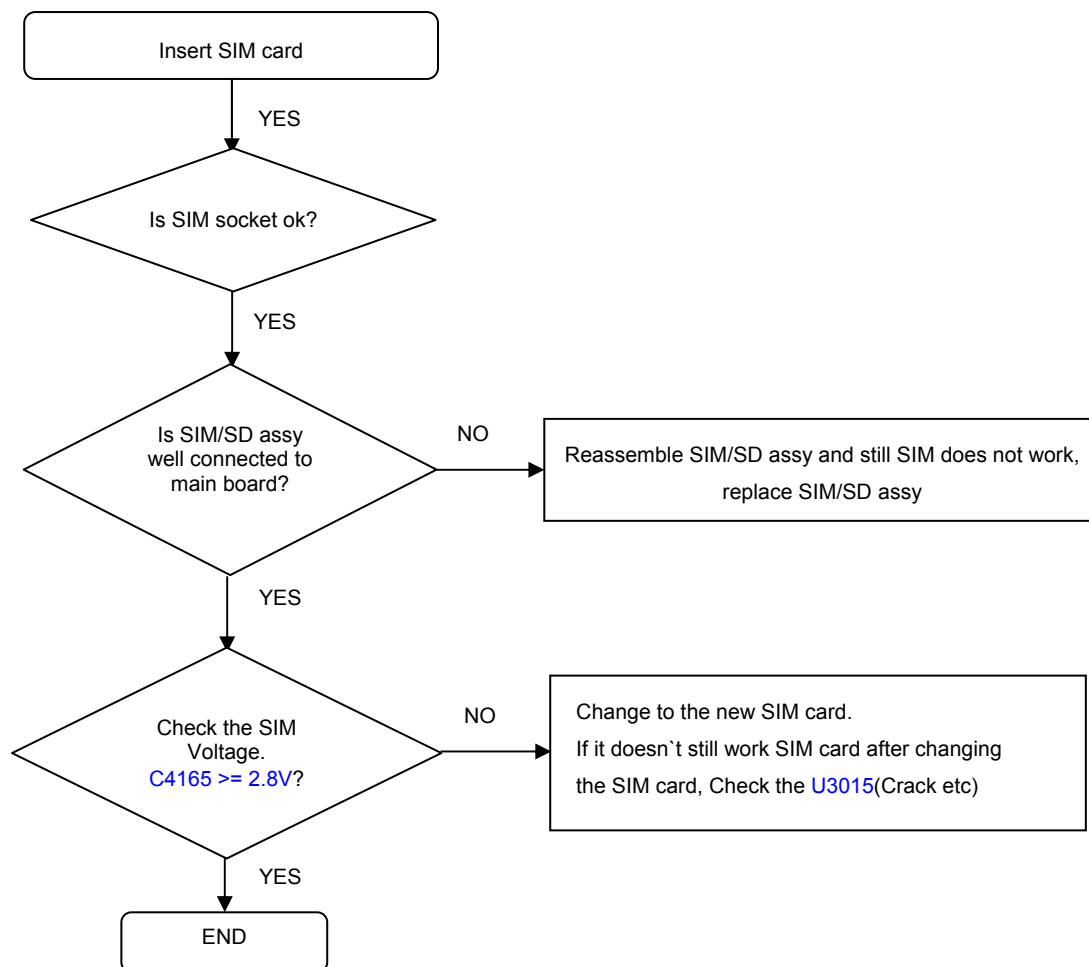 Insert SIM card
YES
Is SIM socket ok?
YES
Is SIM/SD assy
well connected to
main board?
NO
Reassemble SIM/SD assy and still SIM does not work,
replace SIM/SD assy
YES
Check the SIM
Voltage.
C4165 >= 2.8V?
NO
Change to the new SIM card.
If it doesn`t still work SIM card after changing
the SIM card, Check the U3015(Crack etc)
YES
END